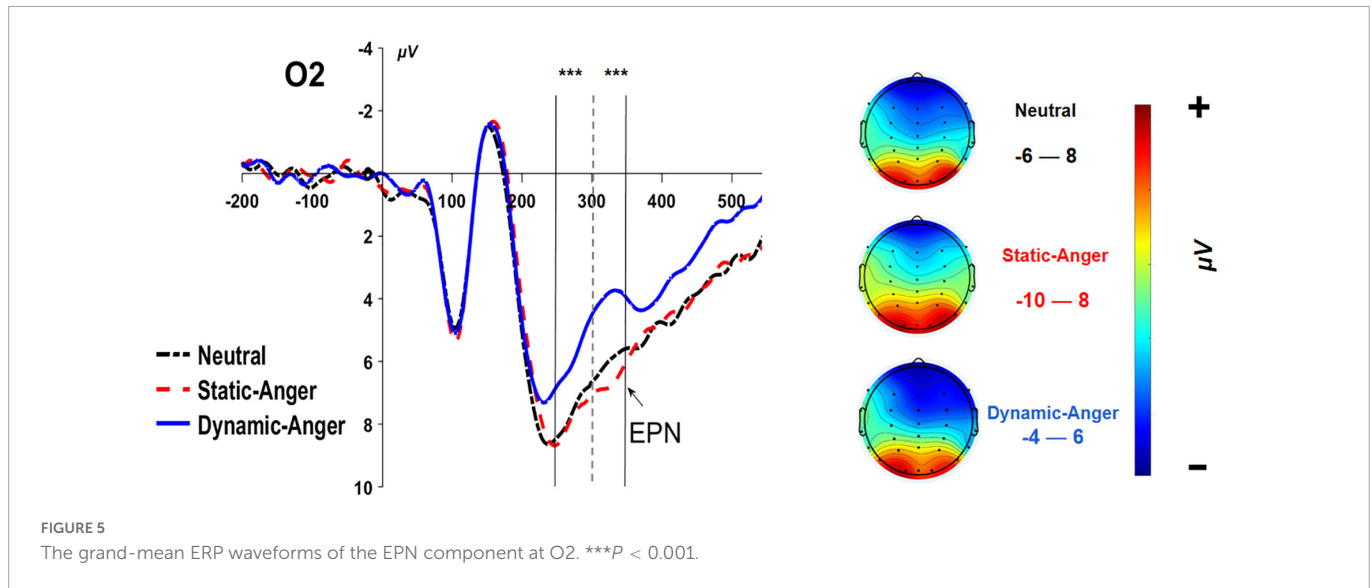 -4
µV
O2
***
***
-2
-200
-100
100
200
300
400
500
2
4
6
8
10
Neutral
Static-Anger
Dynamic-Anger
EPN
Neutral
-6 — 8
Static-Anger
-10 — 8
Dynamic-Anger
-4 — 6
+
µV
−
FIGURE 5
The grand-mean ERP waveforms of the EPN component at O2. ***P < 0.001.